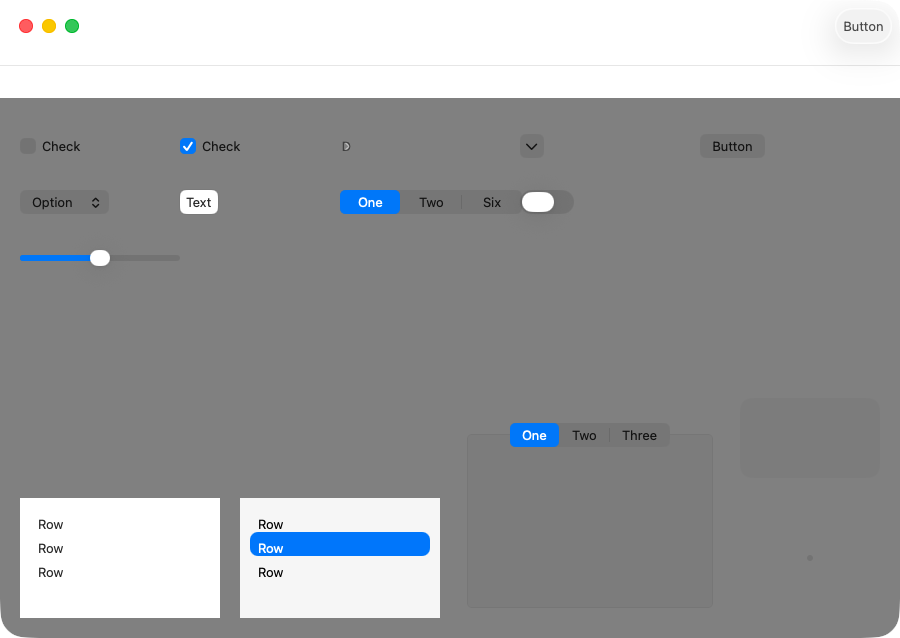 Button
Check
Check
Button
Option
Text
One
Two
Six
One
Two
Three
Row
Row
Row
Row
Row
Row